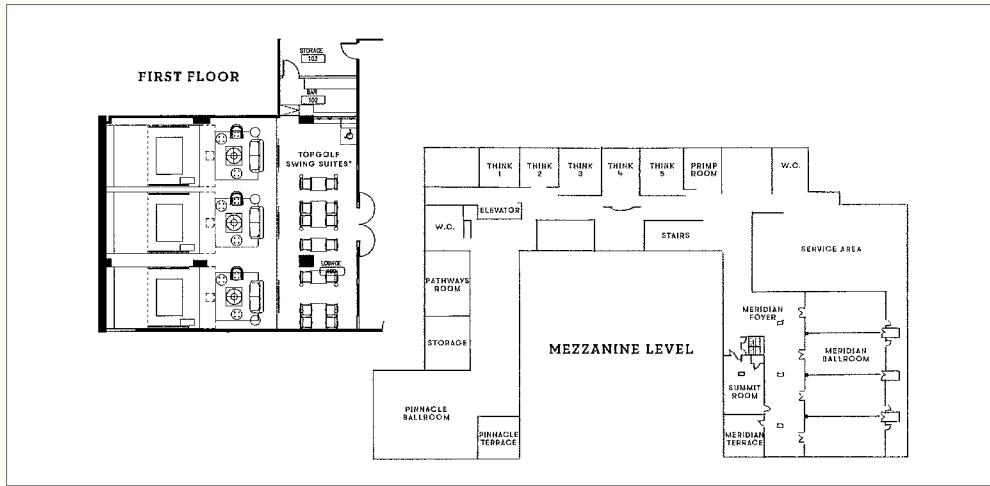 FIRST FLOOR
STORAGE
103
BAR
102
TOPGOLF
SWING SUITES*
LOUNGE
THINK
1
THINK
2
THINK
3
THINK
4
THINK
5
PRIMP
ROOM
W.C.
ELEVATOR
W.C.
STAIRS
SERVICE AREA
PATHWAYS
ROOM
STORAGE
MEZZANINE LEVEL
MERIDIAN
FOYER
MERIDIAN
BALLROOM
SUMMIT
ROOM
MERIDIAN
TERRACE
PINNACLE
BALLROOM
PINNACLE
TERRACE